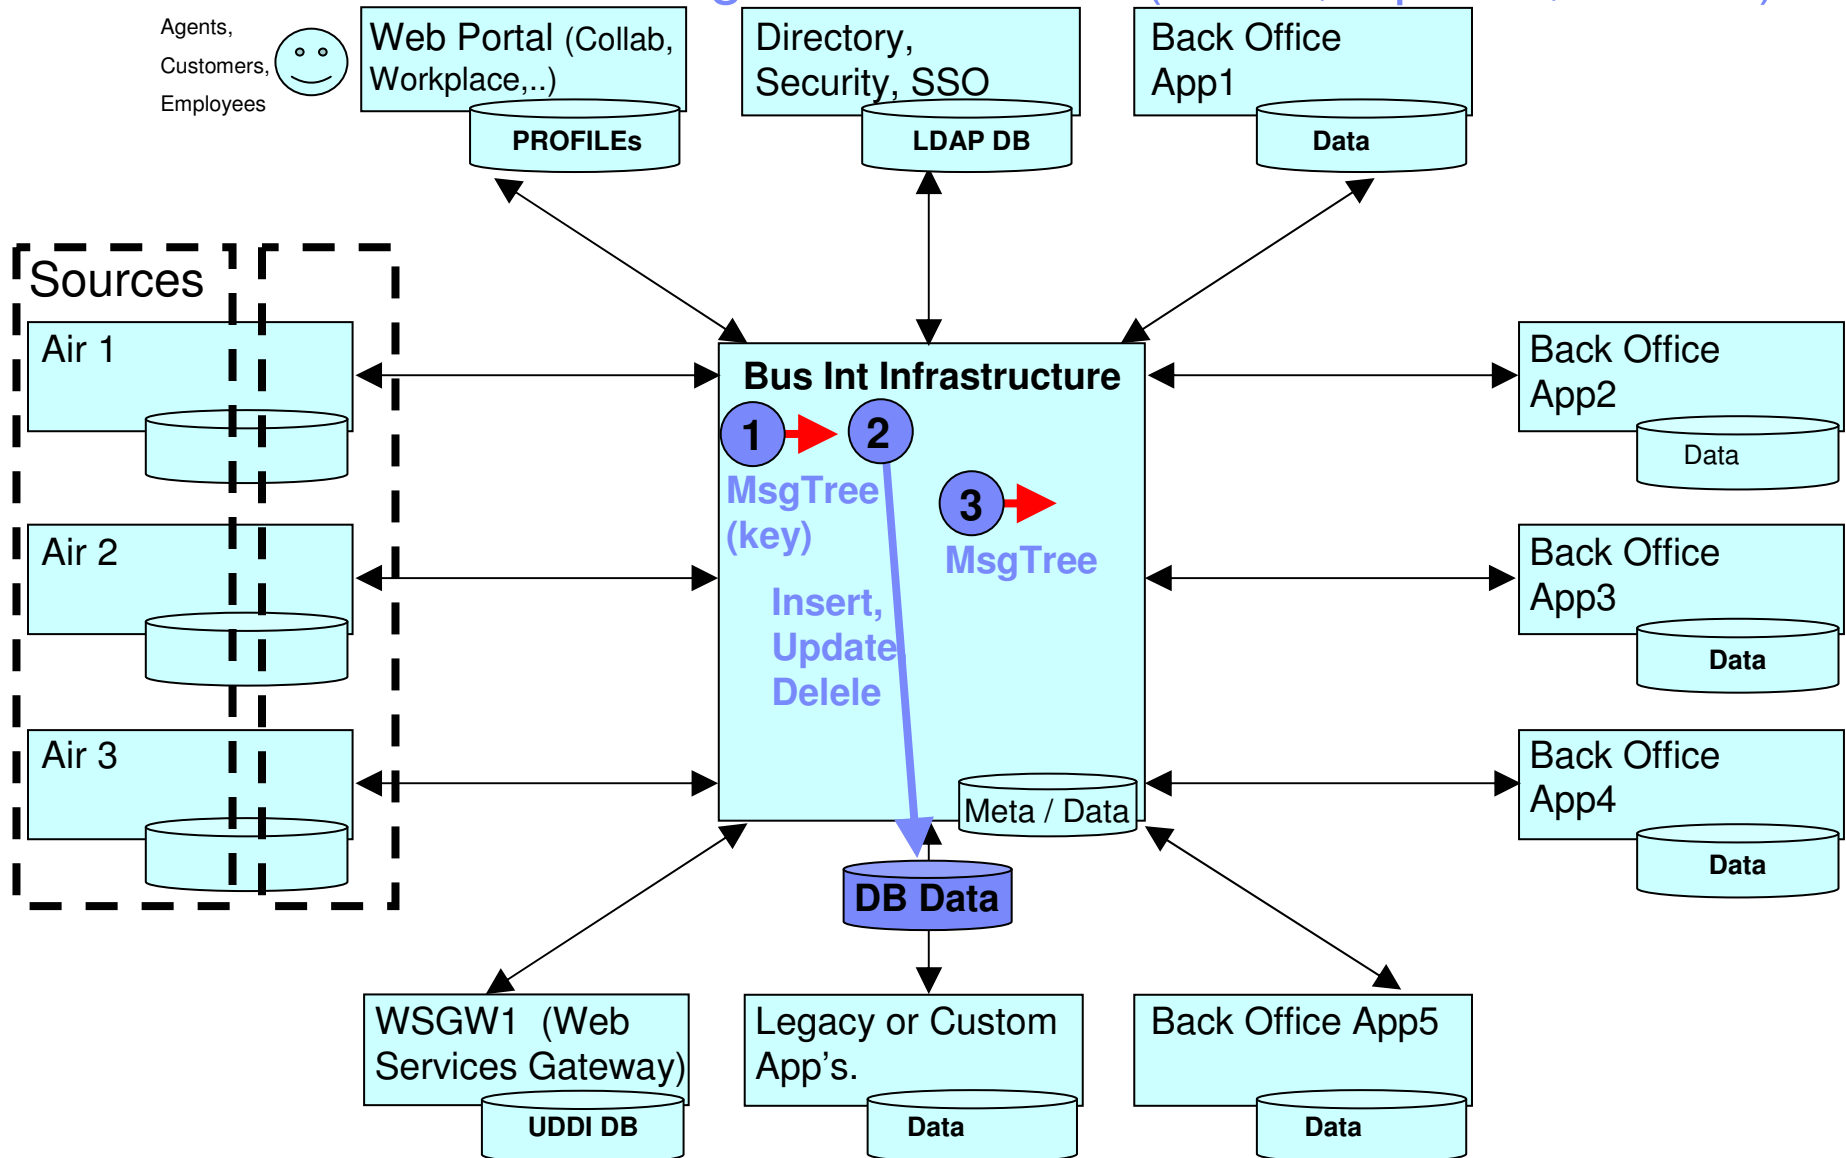 Agents,
Customers,
Employees
Web Portal (Collab,
Workplace,..)
PROFILEs
Directory,
Security, SSO
LDAP DB
Back Office
App1
Data
Sources
Air 1
Air 2
Air 3
Bus Int Infrastructure
1
2
MsgTree
(key)
3
MsgTree
Insert,
Update
Delele
Meta / Data
DB Data
Back Office
App2
Data
Back Office
App3
Data
Back Office
App4
Data
WSGW1 (Web
Services Gateway)
UDDI DB
Legacy or Custom
App's.
Data
Back Office App5
Data